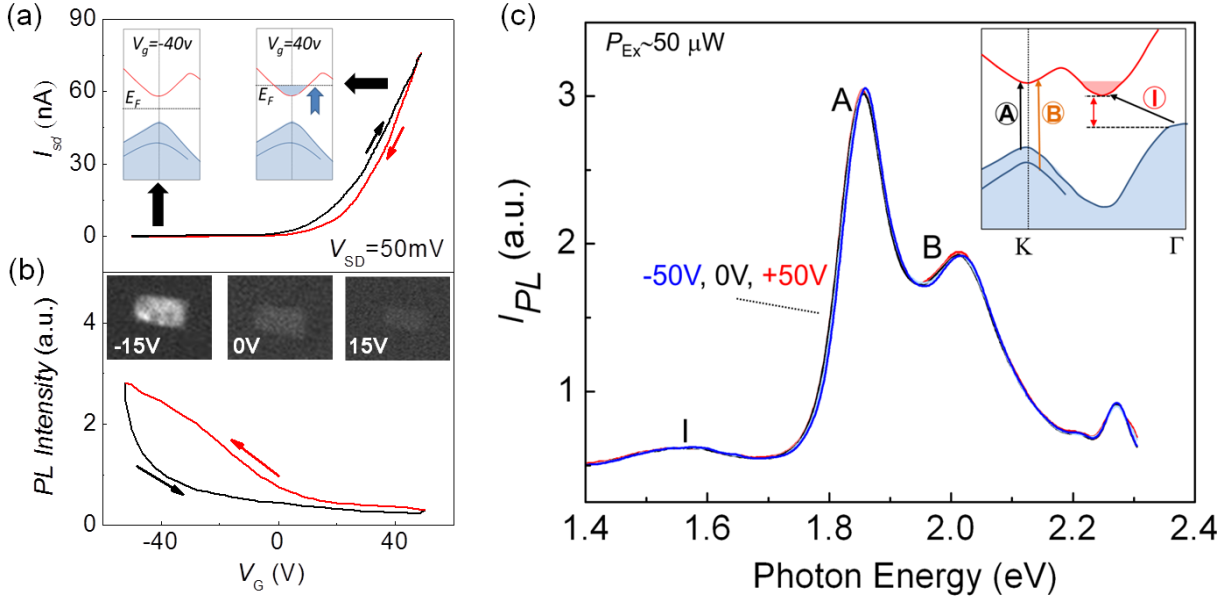 (a)
90
60
30
0
I_sd (nA)
V_g=-40v
E_F
V_g=40v
E_F
V_SD=50mV
(b)
4
2
0
PL Intensity (a.u.)
-15V
0V
15V
-40
0
40
V_G (V)
(c)
P_Ex~50 μW
3
2
1
I_PL (a.u.)
A
B
I
-50V, 0V, +50V
A
B
I
K
Γ
1.4
1.6
1.8
2.0
2.2
2.4
Photon Energy (eV)